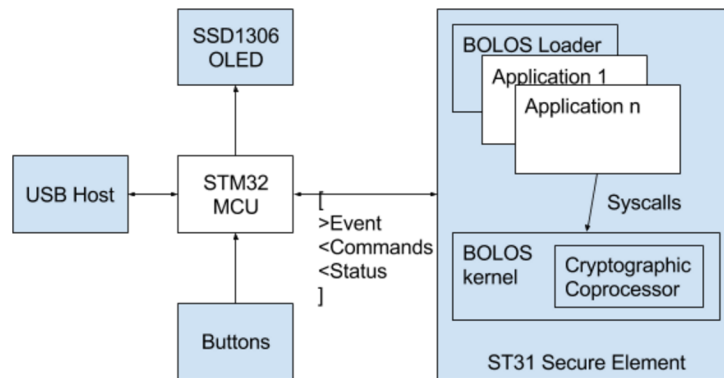 SSD1306
OLED
USB Host
STM32
MCU
Buttons
[
>Event
<Commands
<Status
]
BOLOS Loader
Application 1
Application n
Syscalls
BOLOS
kernel
Cryptographic
Coprocessor
ST31 Secure Element